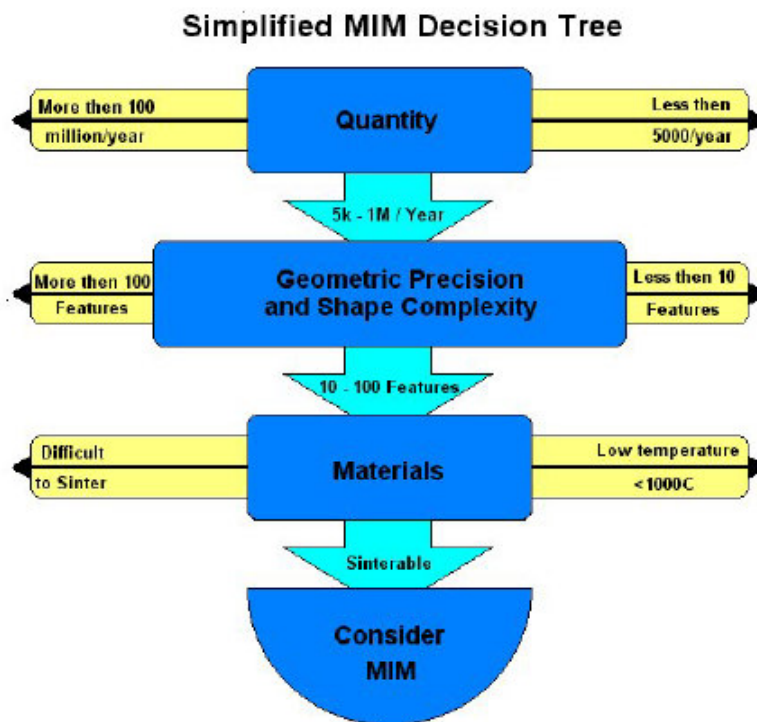 Simplified MIM Decision Tree
More then 100
million/year
Quantity
Less then
5000/year
5k - 1M / Year
More then 100
Features
Geometric Precision
and Shape Complexity
Less then 10
Features
10 - 100 Features
Difficult
to Sinter
Materials
Low temperature
<1000C
Sinterable
Consider
MIM